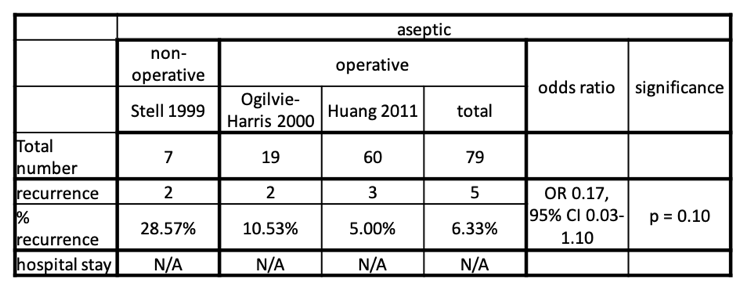 aseptic
non-
operative
operative
odds ratio
significance
Stell 1999
Ogilvie-
Harris 2000
Huang 2011
total
Total
number
7
19
60
79
recurrence
2
2
3
5
OR 0.17,
95% CI 0.03-
1.10
p = 0.10
%
recurrence
28.57%
10.53%
5.00%
6.33%
hospital stay
N/A
N/A
N/A
N/A